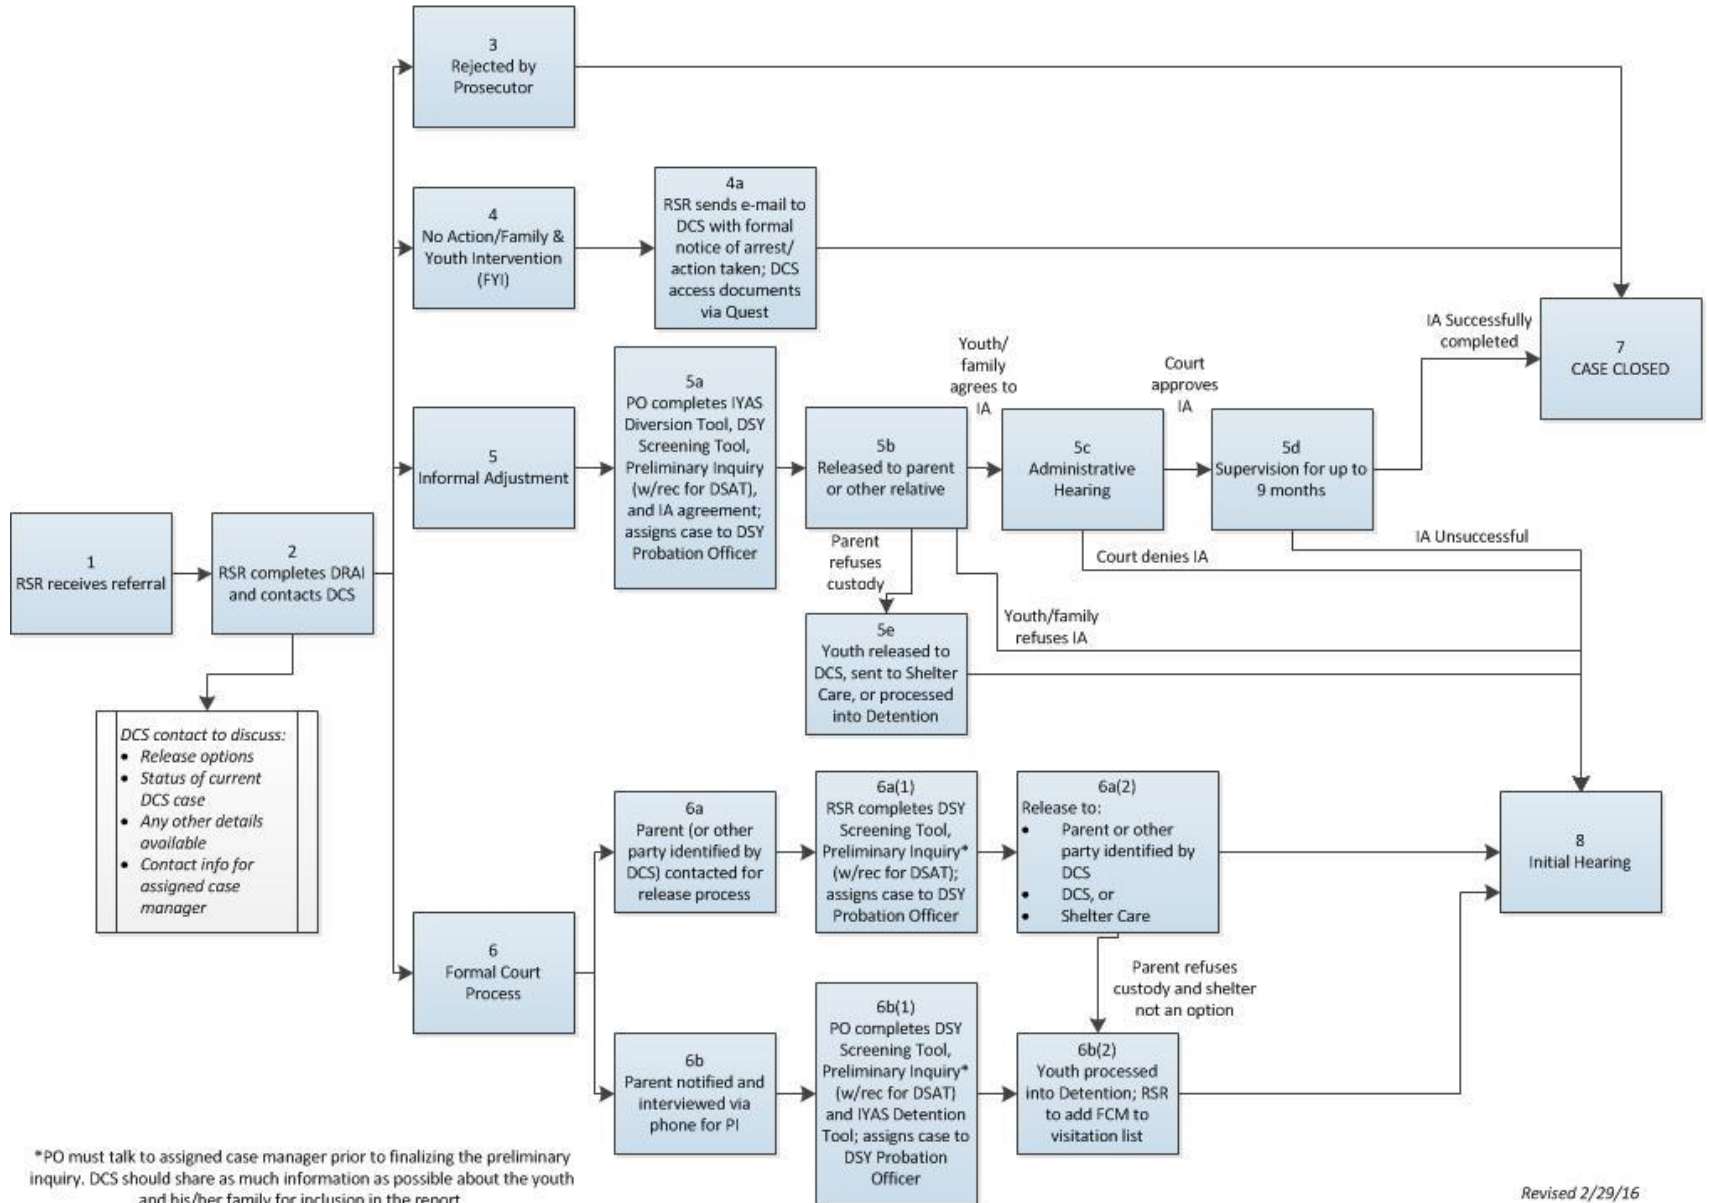 3
Rejected by
Prosecutor
4
No Action/Family &
Youth Intervention
(FYI)
4a
RSR sends e-mail to
DCS with formal
notice of arrest/
action taken; DCS
access documents
via Quest
5
Informal Adjustment
5a
PO completes IYAS
Diversion Tool, DSY
Screening Tool,
Preliminary Inquiry
(w/rec for DSAT),
and IA agreement;
assigns case to DSY
Probation Officer
5b
Released to parent
or other relative
Youth/
family
agrees to
IA
5c
Administrative
Hearing
Court
approves
IA
5d
Supervision for up to
9 months
IA Successfully
completed
7
CASE CLOSED
IA Unsuccessful
Court denies IA
Parent
refuses
custody
Youth/family
refuses IA
5e
Youth released to
DCS, sent to Shelter
Care, or processed
into Detention
1
RSR receives referral
2
RSR completes DRAI
and contacts DCS
DCS contact to discuss:
• Release options
• Status of current
DCS case
• Any other details
available
• Contact info for
assigned case
manager
6
Formal Court
Process
6a
Parent (or other
party identified by
DCS) contacted for
release process
6a(1)
RSR completes DSY
Screening Tool,
Preliminary Inquiry*
(w/rec for DSAT);
assigns case to DSY
Probation Officer
6a(2)
Release to:
• Parent or other
party identified by
DCS
• DCS, or
• Shelter Care
8
Initial Hearing
Parent refuses
custody and shelter
not an option
6b
Parent notified and
interviewed via
phone for PI
6b(1)
PO completes DSY
Screening Tool,
Preliminary Inquiry*
(w/rec for DSAT)
and IYAS Detention
Tool; assigns case to
DSY Probation
Officer
6b(2)
Youth processed
into Detention; RSR
to add FCM to
visitation list
*PO must talk to assigned case manager prior to finalizing the preliminary
inquiry. DCS should share as much information as possible about the youth
and his/her family for inclusion in the report
Revised 2/29/16